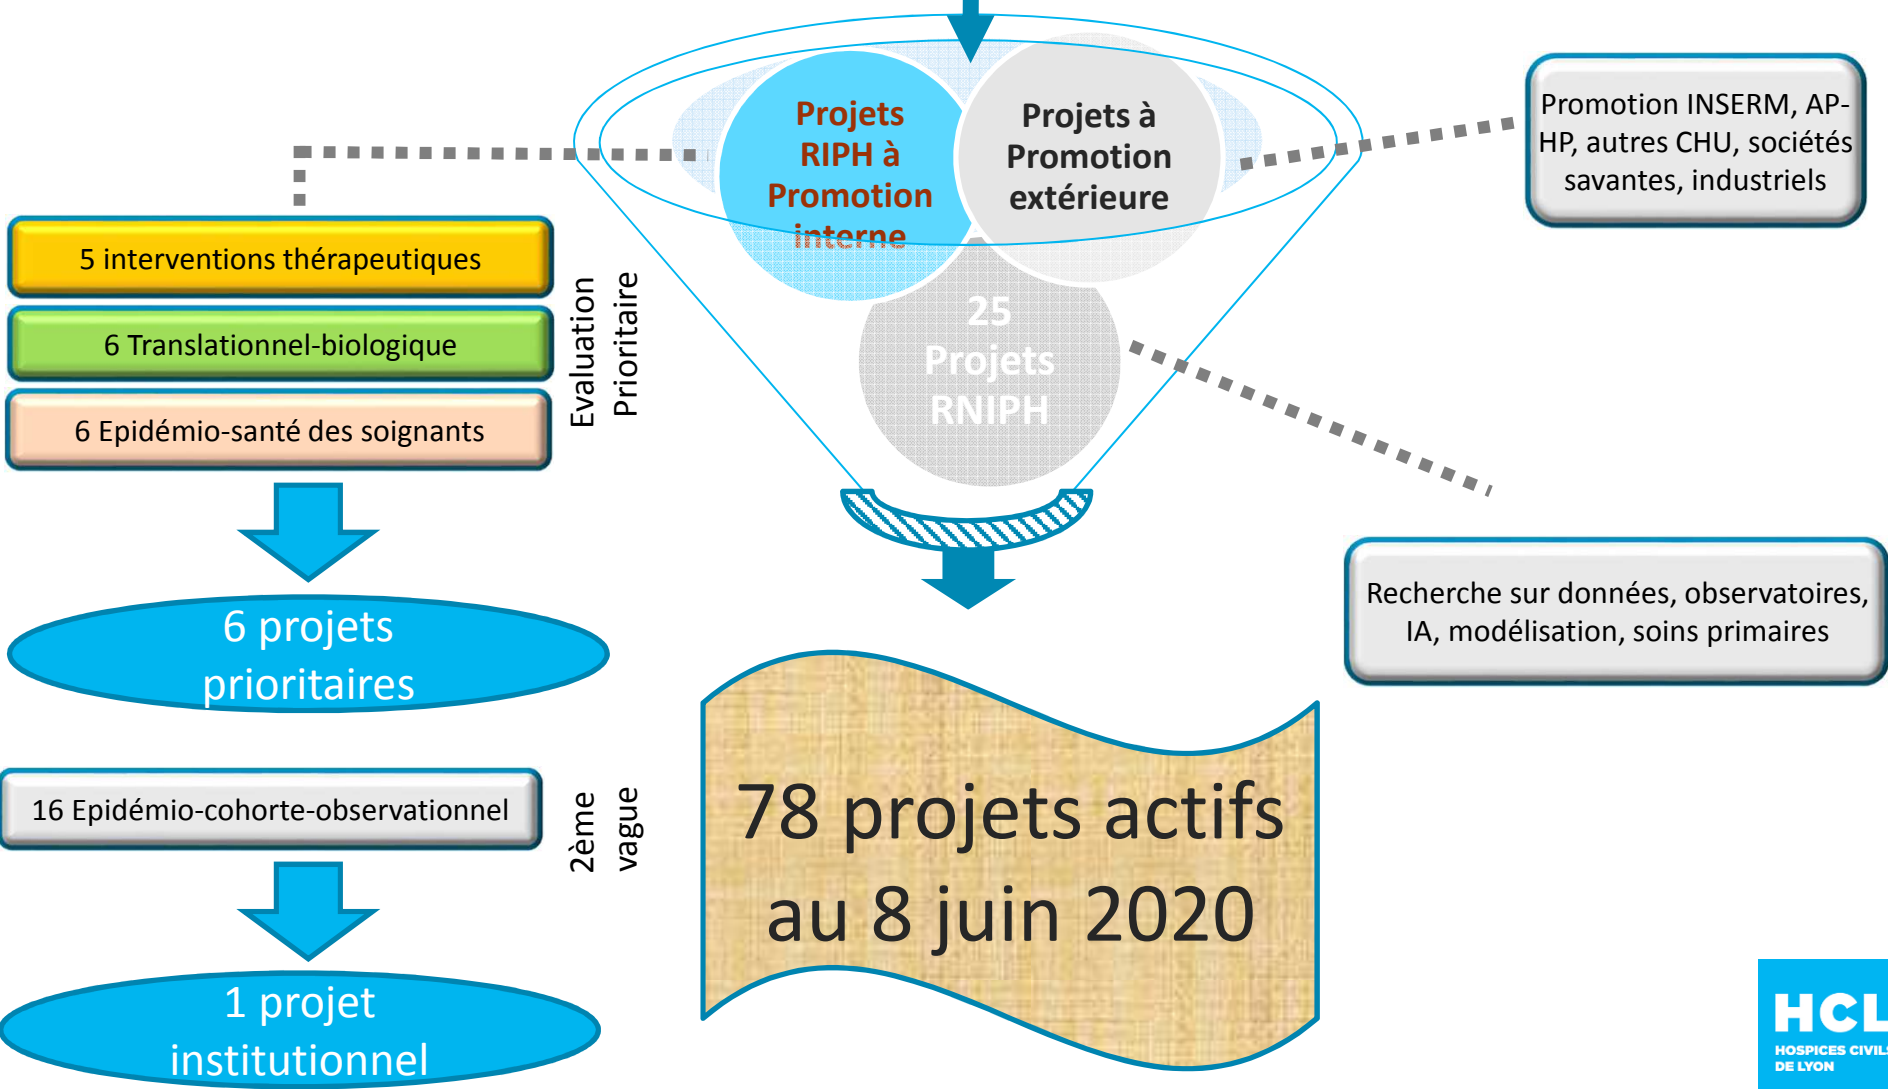 Projets
RIPH à
Promotion
interne
Projets à
Promotion
extérieure
25
Projets
RNIPH
Promotion INSERM, AP-
HP, autres CHU, sociétés
savantes, industriels
5 interventions thérapeutiques
6 Translationnel-biologique
6 Epidémio-santé des soignants
Evaluation
Prioritaire
6 projets
prioritaires
Recherche sur données, observatoires,
IA, modélisation, soins primaires
16 Epidémio-cohorte-observationnel
2ème
vague
1 projet
institutionnel
78 projets actifs
au 8 juin 2020
HCL
HOSPICES CIVILS
DE LYON